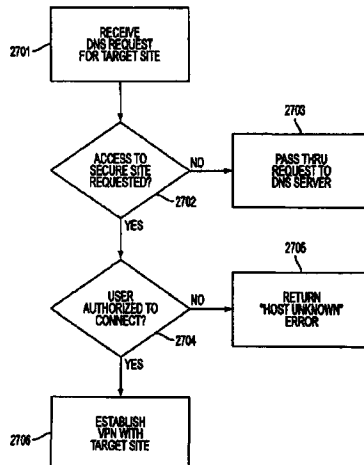 2701
RECEIVE
DNS REQUEST
FOR TARGET SITE
2703
ACCESS TO
SECURE SITE
REQUESTED?
NO
PASS THRU
REQUEST TO
DNS SERVER
2702
YES
2705
USER
AUTHORIZED TO
CONNECT?
NO
RETURN
"HOST UNKNOWN"
ERROR
2704
YES
2706
ESTABLISH
VPN WITH
TARGET SITE